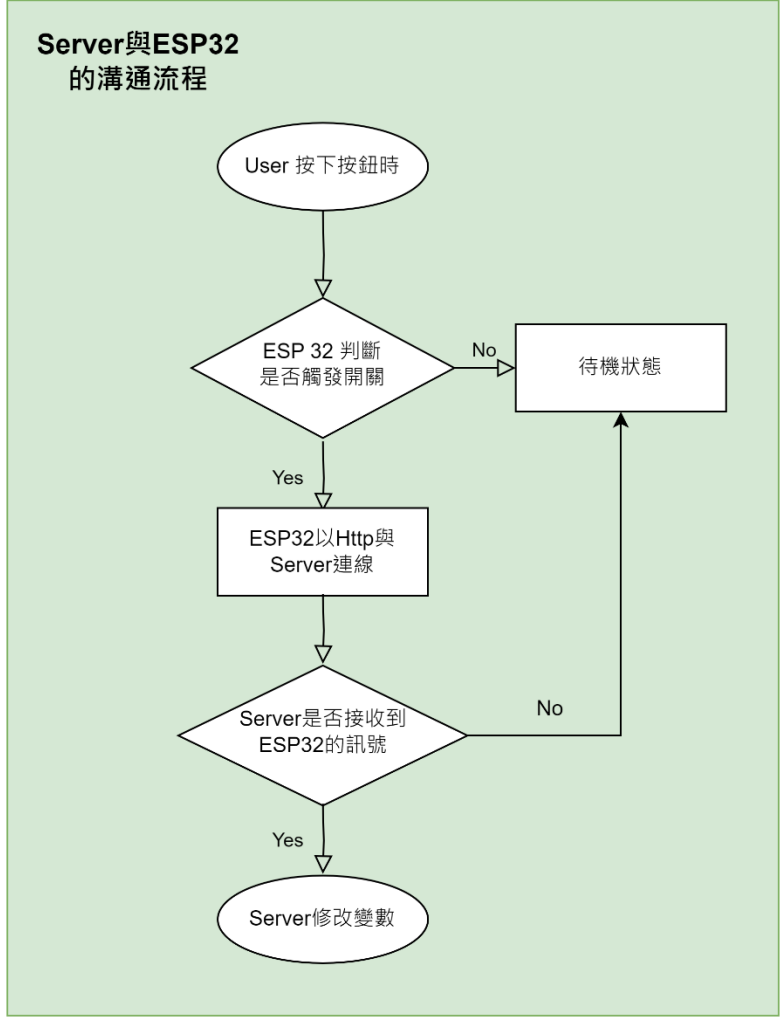 Server與ESP32
的溝通流程
User 按下按鈕時
ESP 32 判斷
是否觸發開關
No
待機狀態
Yes
ESP32以Http與
Server連線
Server是否接收到
ESP32的訊號
No
Yes
Server修改變數